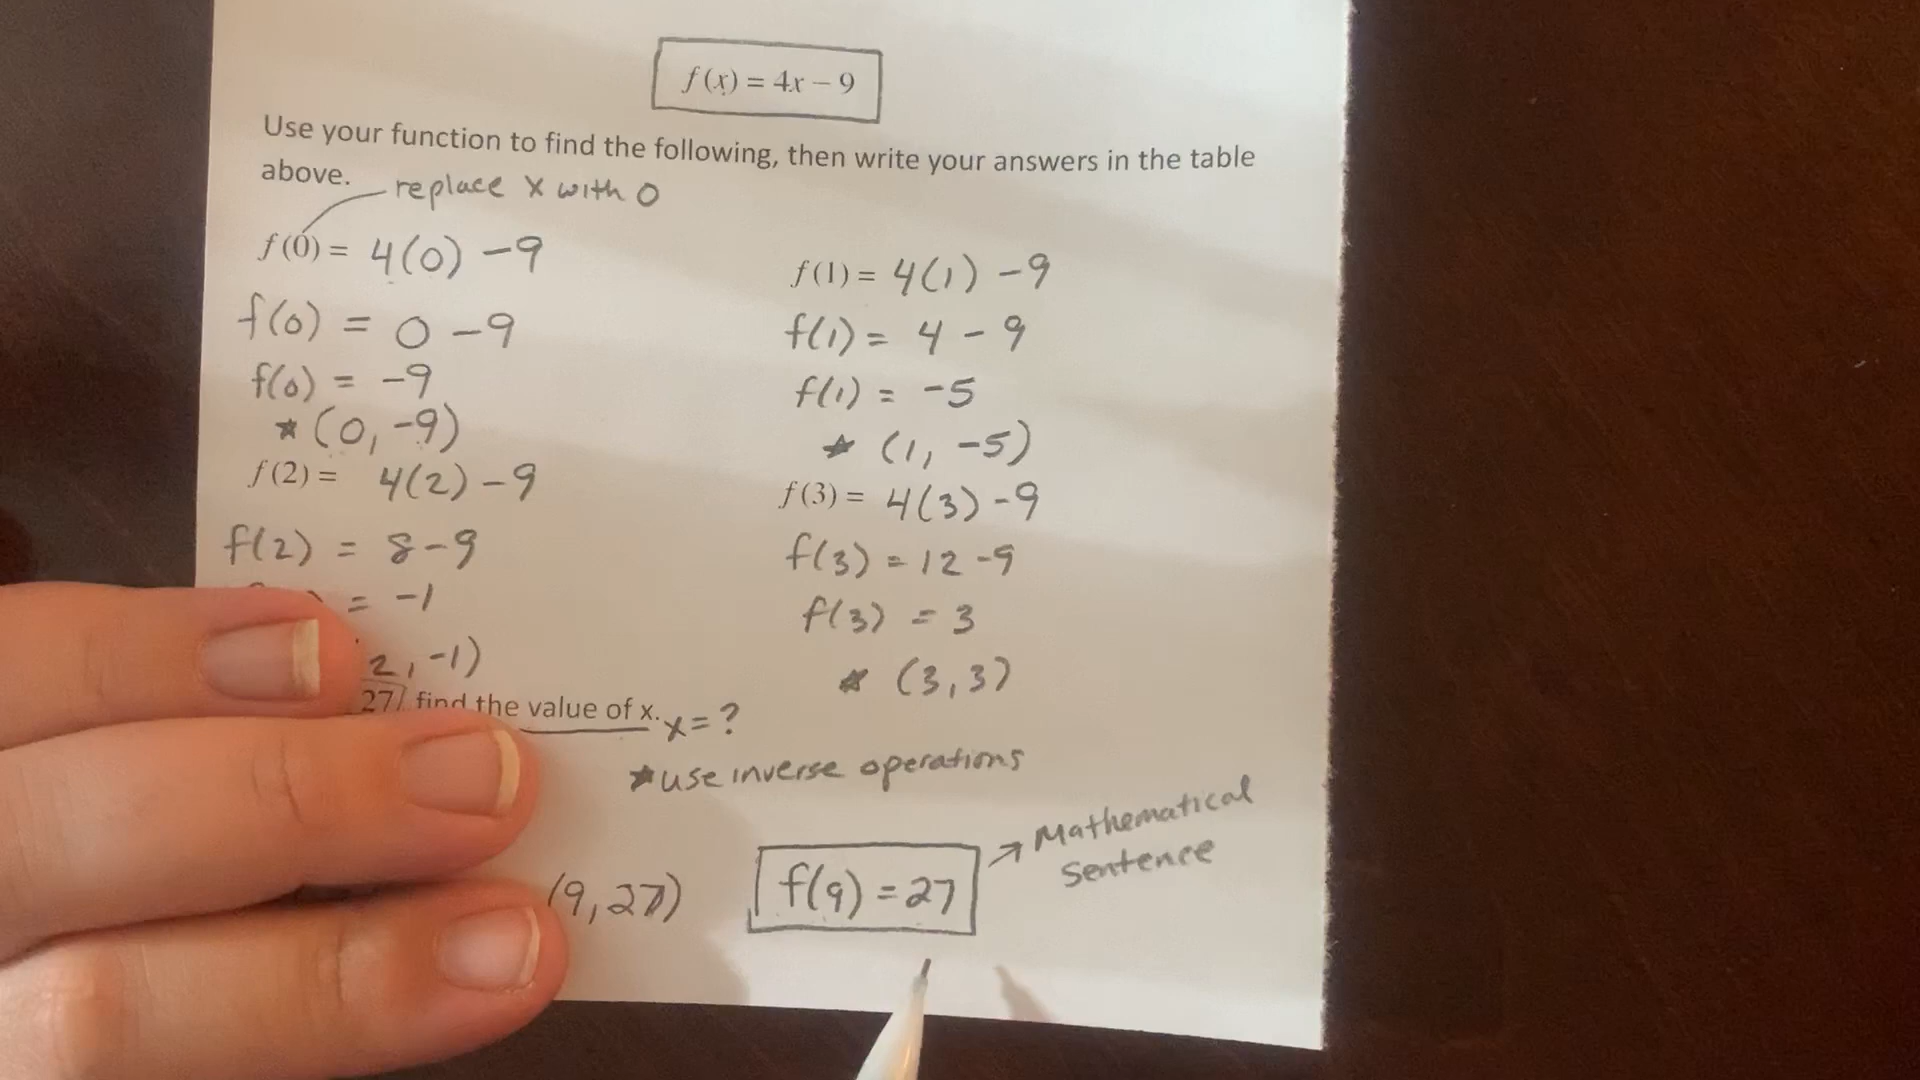 f(x) = 4x − 9
Use your function to find the following, then write your answers in the table
above.
replace x with 0
f(0) = 4(0) −9
f(0) = 0 −9
f(0) = −9
* (0, −9)
f(1) = 4(1) −9
f(1) = 4 − 9
f(1) = −5
* (1, −5)
f(2) = 4(2) −9
f(2) = 8−9
= −1
2, −1)
f(3) = 4(3) −9
f(3) = 12 −9
f(3) = 3
* (3, 3)
27 find the value of x. x = ?
* use inverse operations
(9, 27)
f(9) = 27
→ Mathematical
Sentence